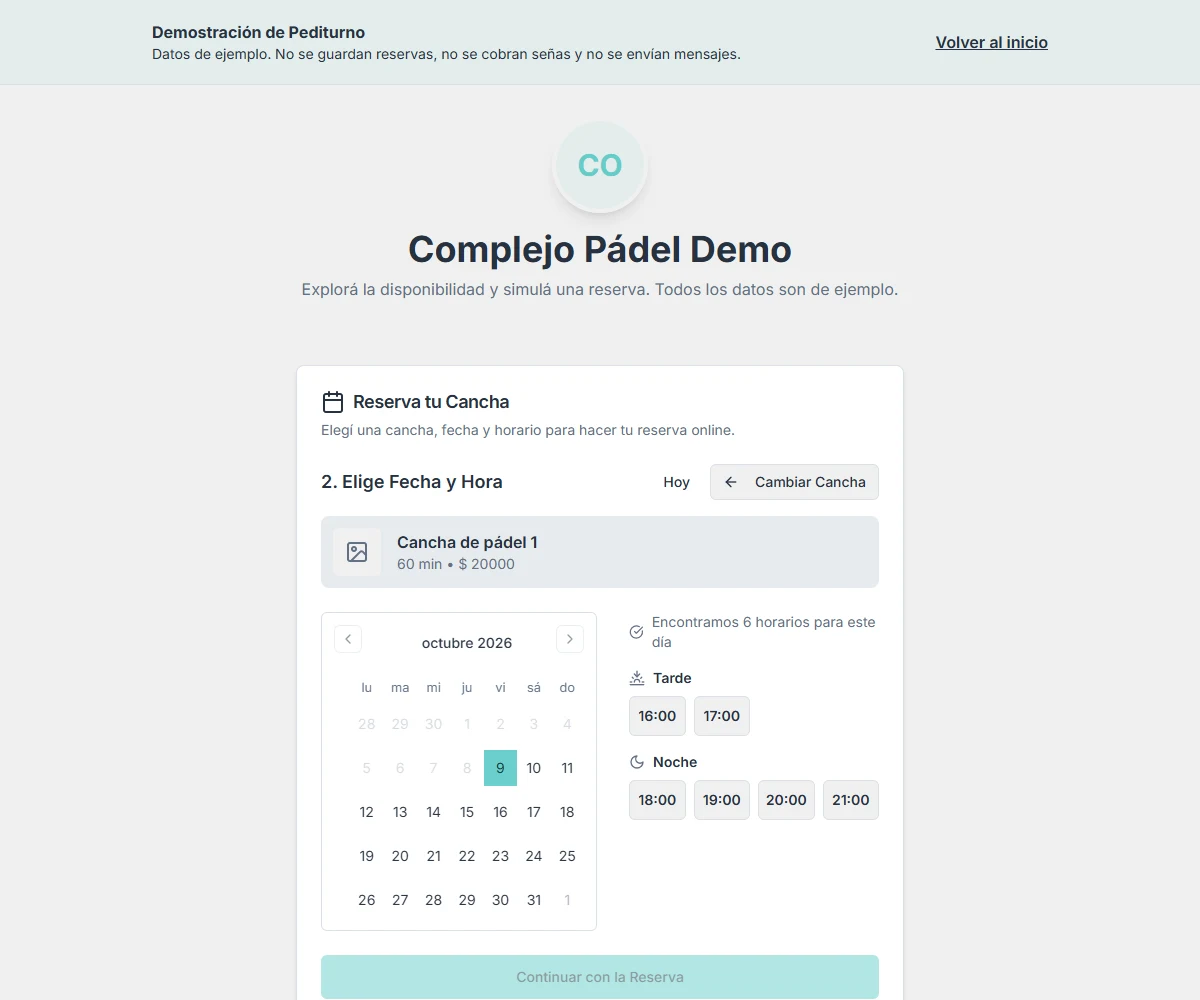 Demostración de Pediturno
Datos de ejemplo. No se guardan reservas, no se cobran señas y no se envían mensajes.
Volver al inicio
CO
Complejo Pádel Demo
Explorá la disponibilidad y simulá una reserva. Todos los datos son de ejemplo.
Reserva tu Cancha
Elegí una cancha, fecha y horario para hacer tu reserva online.
2. Elige Fecha y Hora
Hoy
Cambiar Cancha
Cancha de pádel 1
60 min • $ 20000
octubre 2026
lu ma mi ju vi sá do
28 29 30 1 2 3 4
5 6 7 8 9 10 11
12 13 14 15 16 17 18
19 20 21 22 23 24 25
26 27 28 29 30 31 1
Encontramos 6 horarios para este
día
Tarde
16:00 17:00
Noche
18:00 19:00 20:00 21:00
Continuar con la Reserva